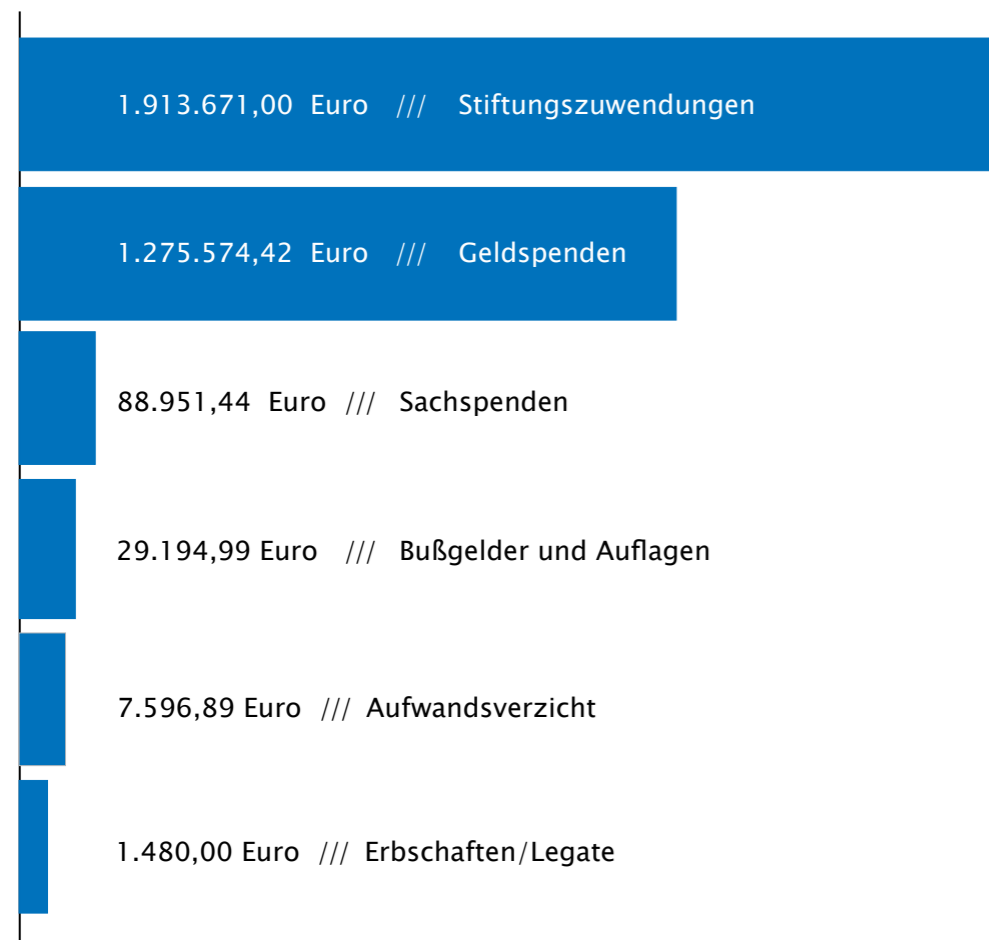 1.913.671,00 Euro /// Stiftungszuwendungen
1.275.574,42 Euro /// Geldspenden
88.951,44 Euro /// Sachspenden
29.194,99 Euro /// Bußgelder und Auflagen
7.596,89 Euro /// Aufwandsverzicht
1.480,00 Euro /// Erbschaften/Legate